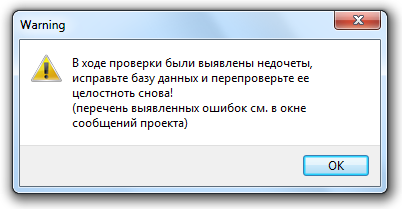 Warning
В ходе проверки были выявлены недочеты,
исправьте базу данных и перепроверьте ее
целостноть снова!
(перечень выявленных ошибок см. в окне
сообщений проекта)
OK